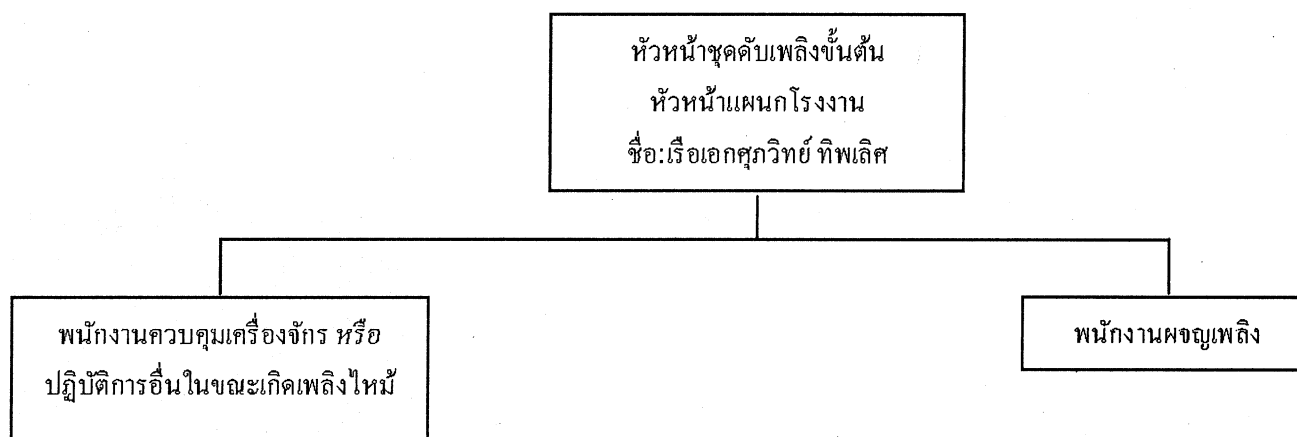 หัวหน้าชุดดับเพลิงขั้นต้น
หัวหน้าแผนกโรงงาน
ชื่อ:เรือเอกศุภวิทย์ ทิพเลิศ
พนักงานควบคุมเครื่องจักร หรือ
ปฏิบัติการอื่นในขณะเกิดเพลิงไหม้
พนักงานผจญเพลิง